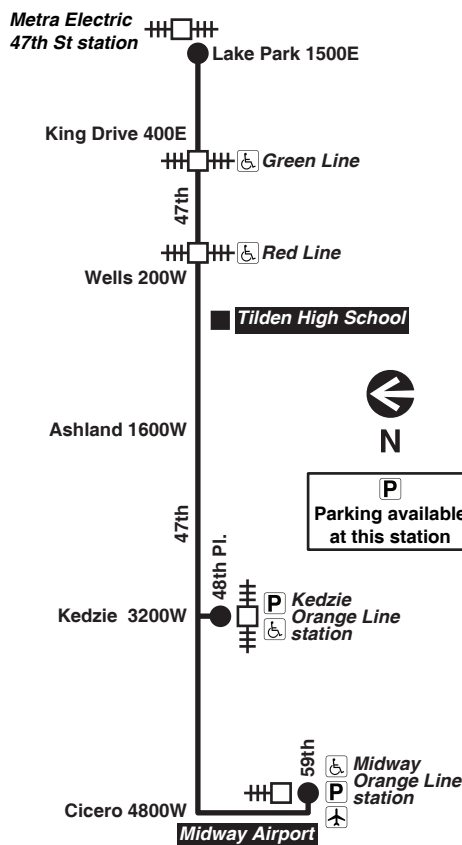 Metra Electric
47th St station
Lake Park 1500E
King Drive 400E
Green Line
47th
Red Line
Wells 200W
Tilden High School
N
Ashland 1600W
P
Parking available
at this station
47th
48th Pl.
Kedzie 3200W
P Kedzie
Orange Line
station
59th
Midway
P Orange Line
station
Cicero 4800W
Midway Airport